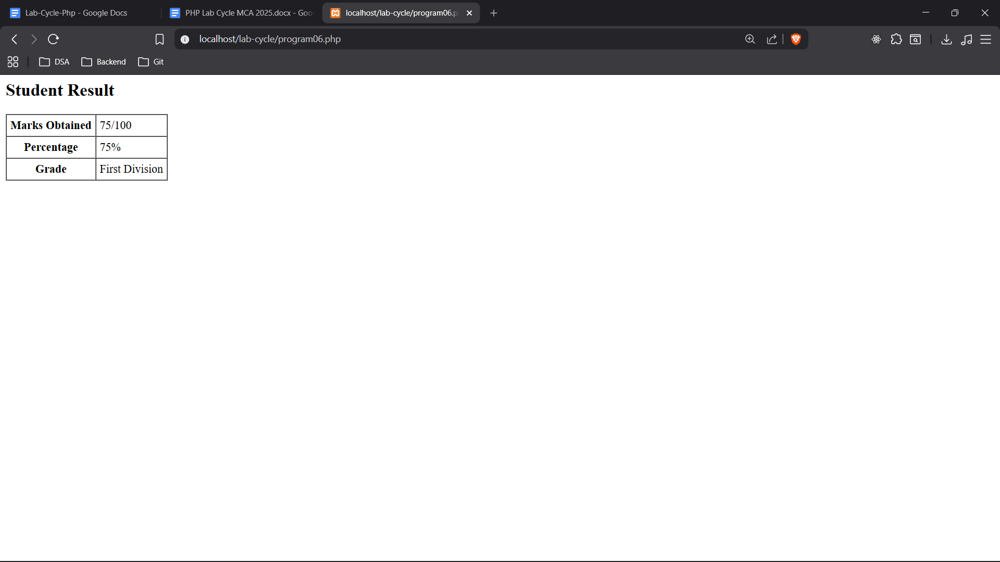 Lab-Cycle-Php - Google Docs
PHP Lab Cycle MCA 2025.docx - Goo
localhost/lab-cycle/program06.p
localhost/lab-cycle/program06.php
DSA
Backend
Git
Student Result
Marks Obtained 75/100
Percentage 75%
Grade First Division